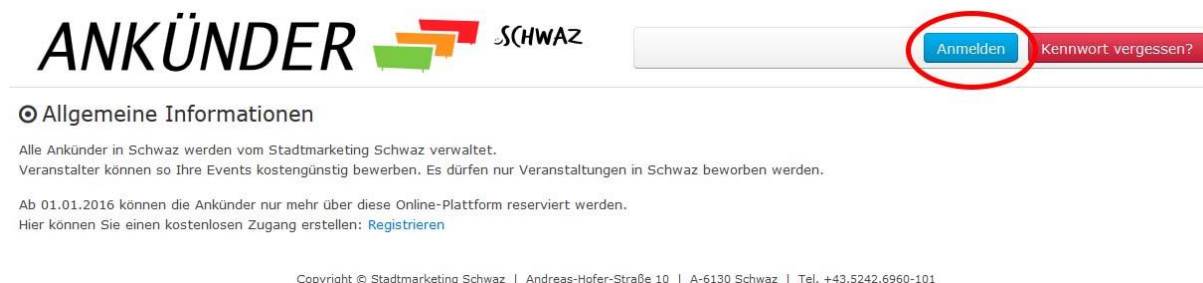 ANKÜNDER SCHWAZ
Anmelden Kennwort vergessen?
Allgemeine Informationen
Alle Ankünder in Schwaz werden vom Stadtmarketing Schwaz verwaltet.
Veranstalter können so Ihre Events kostengünstig bewerben. Es dürfen nur Veranstaltungen in Schwaz beworben werden.
Ab 01.01.2016 können die Ankünder nur mehr über diese Online-Plattform reserviert werden.
Hier können Sie einen kostenlosen Zugang erstellen: Registrieren
Copyright © Stadtmarketing Schwaz | Andreas-Hofer-Straße 10 | A-6130 Schwaz | Tel. +43.5242.6960-101